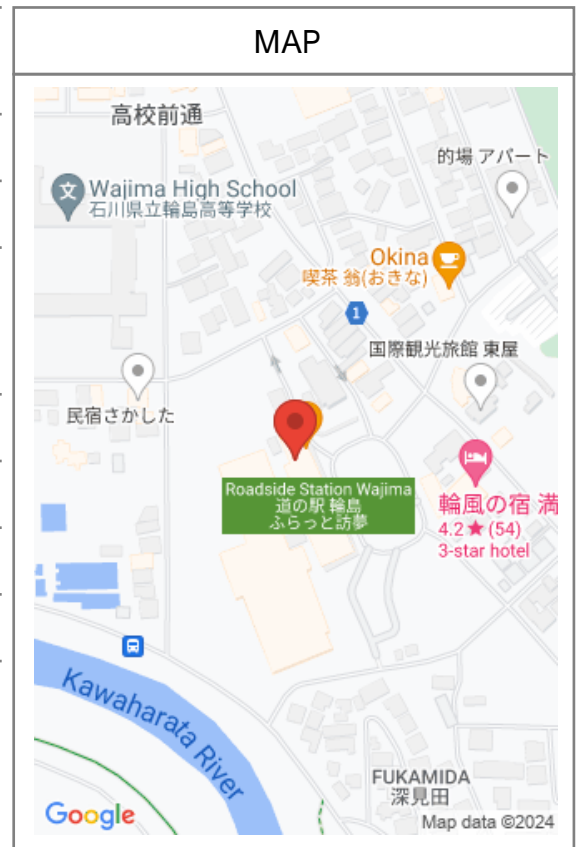 MAP
高校前通
的場 アパート
文
Wajima High School
石川県立輪島高等学校
Okina
喫茶 翁(おきな)
1
国際観光旅館 東屋
民宿さかした
Roadside Station Wajima
道の駅 輪島
ふらっと訪夢
輪風の宿 満
4.2★(54)
3-star hotel
Kawaharata River
FUKAMIDA
深見田
Google
Map data ©2024